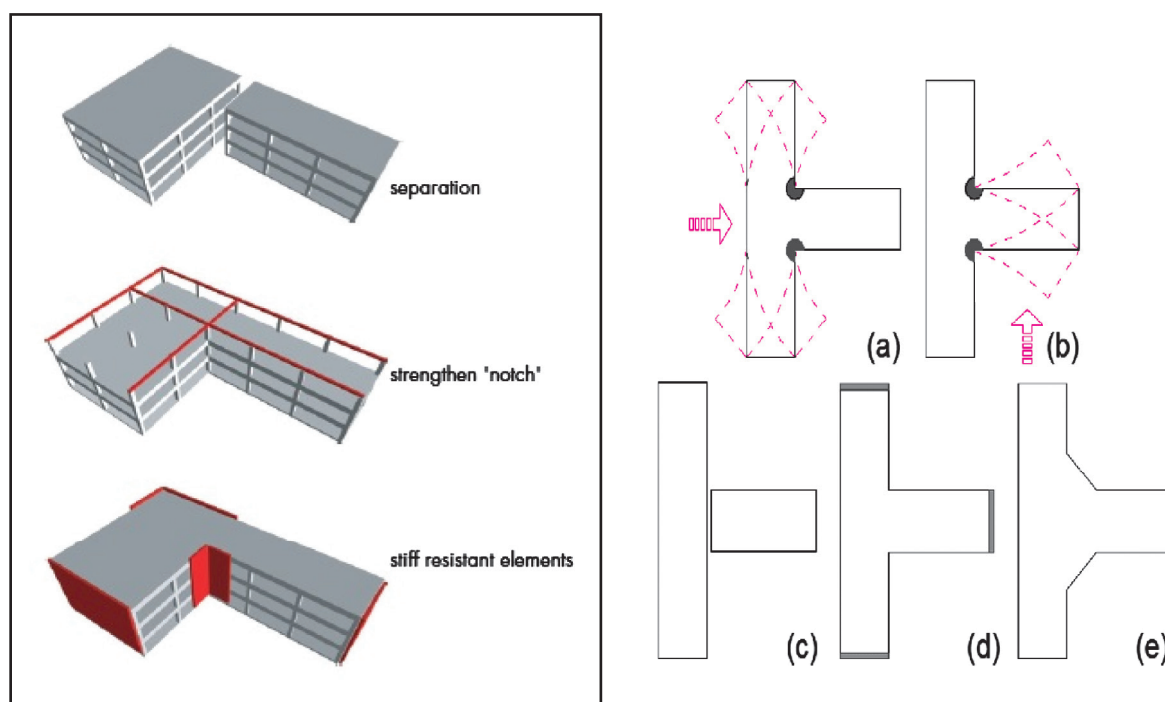 separation
strengthen 'notch'
stiff resistant elements
(a)
(b)
(c)
(d)
(e)